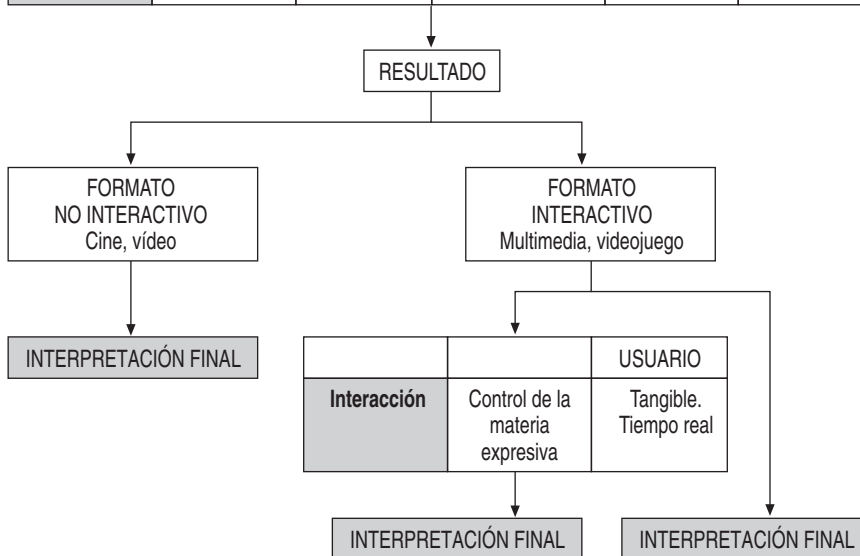 RESULTADO
FORMATO
NO INTERACTIVO
Cine, vídeo
FORMATO
INTERACTIVO
Multimedia, videojuego
INTERPRETACIÓN FINAL
USUARIO
Interacción
Control de la
materia
expresiva
Tangible.
Tiempo real
INTERPRETACIÓN FINAL
INTERPRETACIÓN FINAL